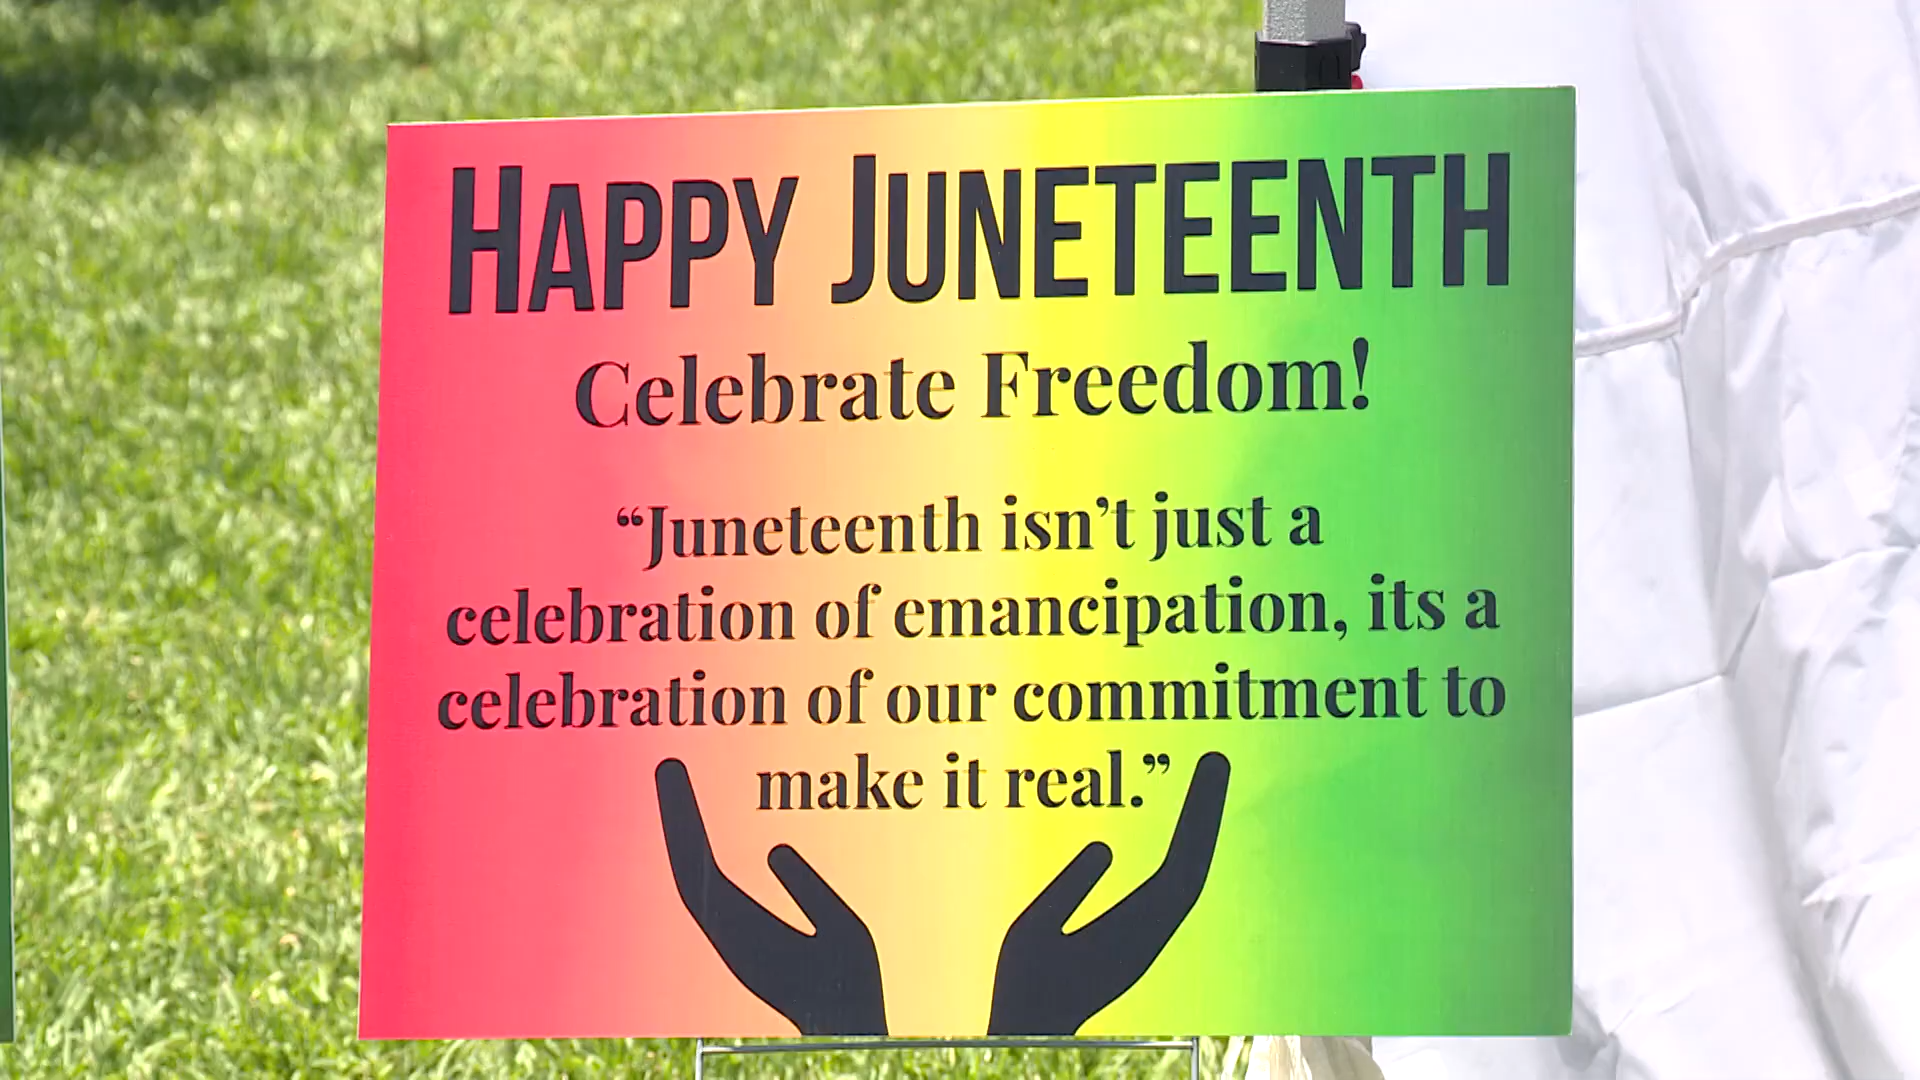 HAPPY JUNETEENTH
Celebrate Freedom!
“Juneteenth isn’t just a
celebration of emancipation, its a
celebration of our commitment to
make it real.”